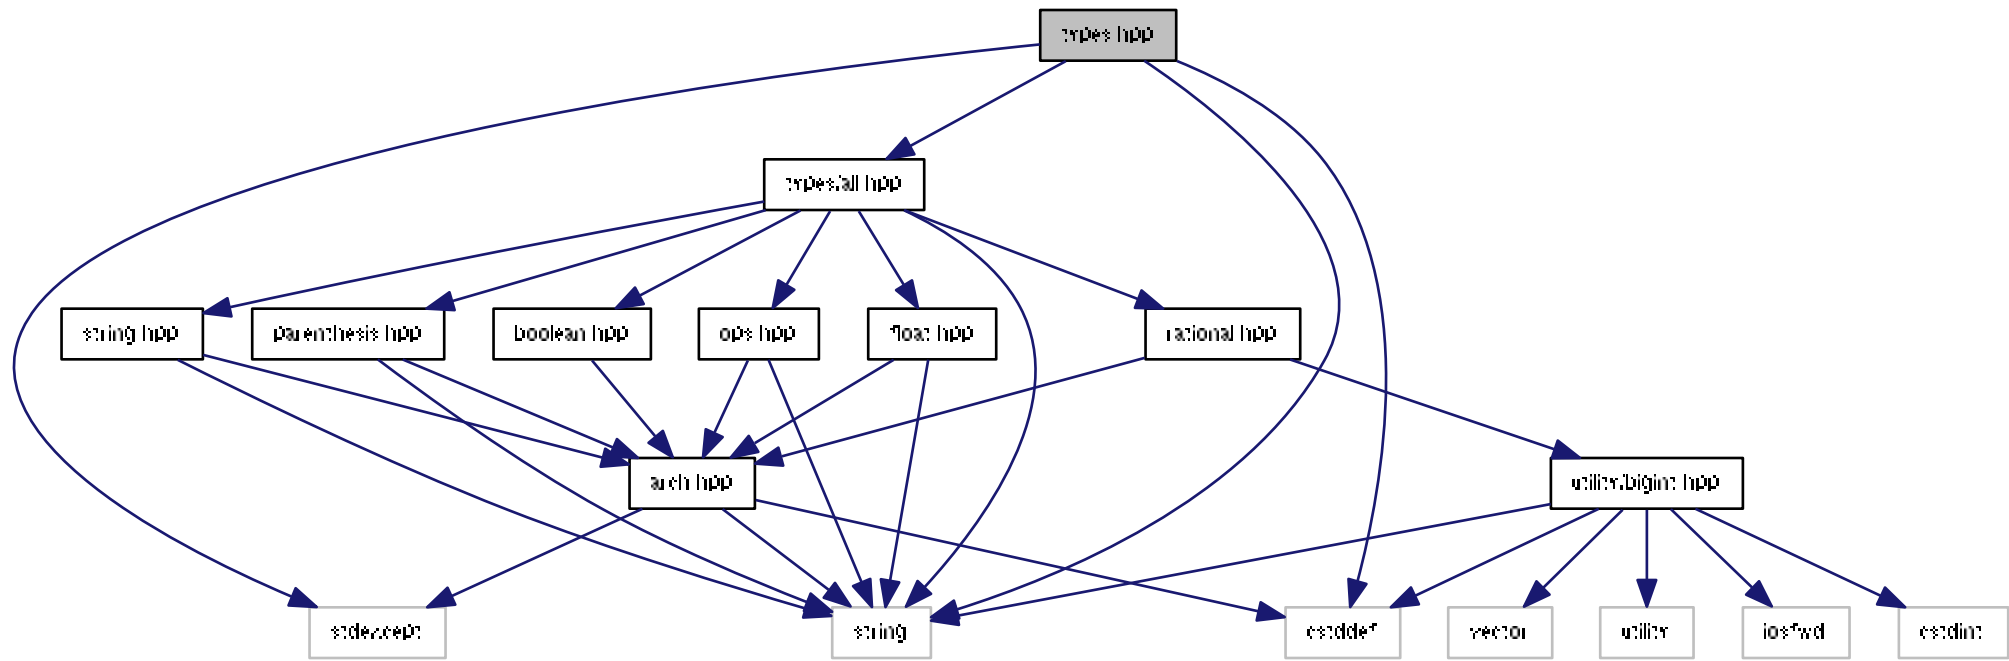 types.hpp
types/all.hpp
string.hpp
parenthesis.hpp
boolean.hpp
ops.hpp
float.hpp
rational.hpp
arch.hpp
utility/bigint.hpp
stdexcept
string
cstddef
vector
utility
iosfwd
cstdint